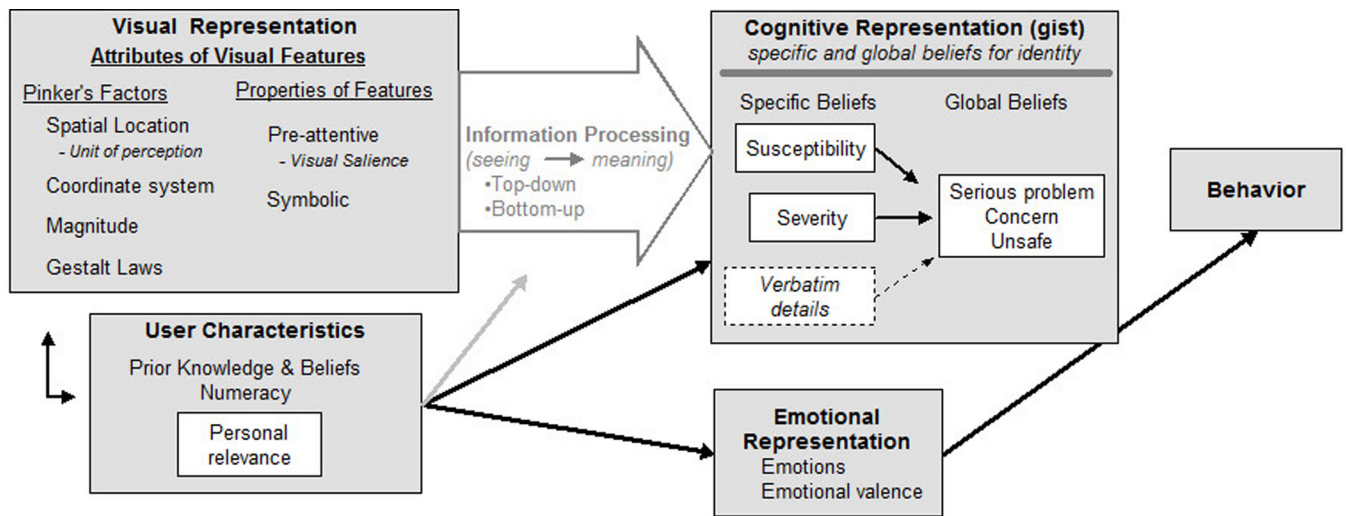 Visual Representation
Attributes of Visual Features
Pinker's Factors
Spatial Location
- Unit of perception
Coordinate system
Magnitude
Gestalt Laws
Properties of Features
Pre-attentive
- Visual Salience
Symbolic
Information Processing
(seeing meaning)
•Top-down
•Bottom-up
Cognitive Representation (gist)
specific and global beliefs for identity
Specific Beliefs
Susceptibility
Severity
Verbatim
details
Global Beliefs
Serious problem
Concern
Unsafe
Behavior
User Characteristics
Prior Knowledge & Beliefs
Numeracy
Personal
relevance
Emotional
Representation
Emotions
Emotional valence